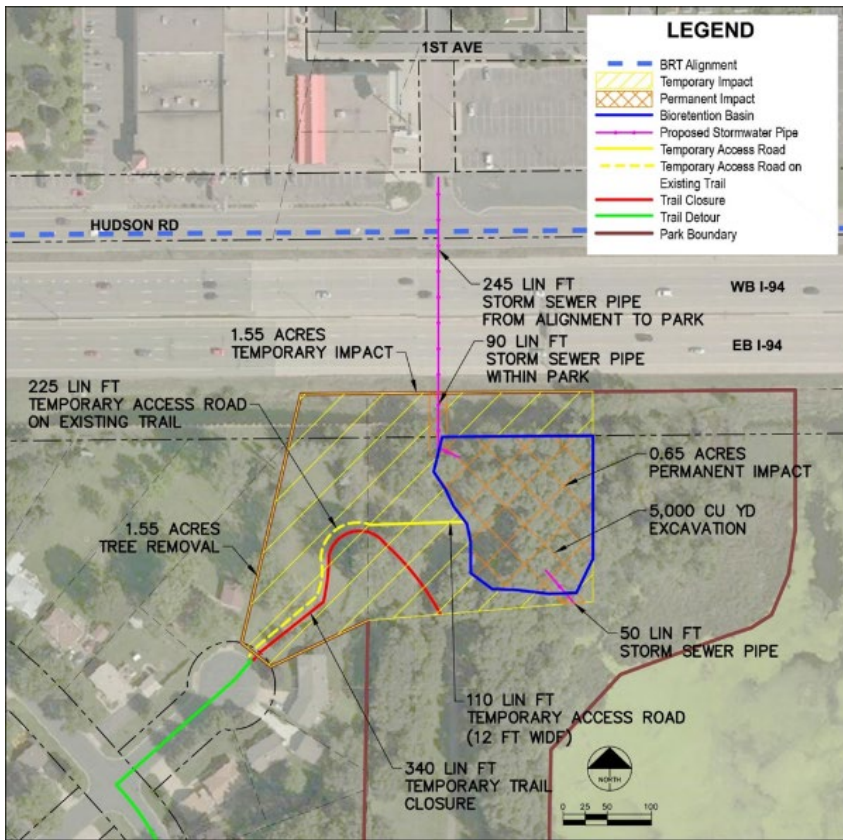 LEGEND
BRT Alignment
Temporary Impact
Permanent Impact
Bioretention Basin
Proposed Stormwater Pipe
Temporary Access Road
Temporary Access Road on
Existing Trail
Trail Closure
Trail Detour
Park Boundary
1ST AVE
HUDSON RD
WB I-94
EB I-94
245 LIN FT
STORM SEWER PIPE
FROM ALIGNMENT TO PARK
1.55 ACRES
TEMPORARY IMPACT
90 LIN FT
STORM SEWER PIPE
WITHIN PARK
225 LIN FT
TEMPORARY ACCESS ROAD
ON EXISTING TRAIL
0.65 ACRES
PERMANENT IMPACT
5,000 CU YD
EXCAVATION
1.55 ACRES
TREE REMOVAL
50 LIN FT
STORM SEWER PIPE
110 LIN FT
TEMPORARY ACCESS ROAD
(12 FT WIDE)
340 LIN FT
TEMPORARY TRAIL
CLOSURE
NORTH
0 25 50 100